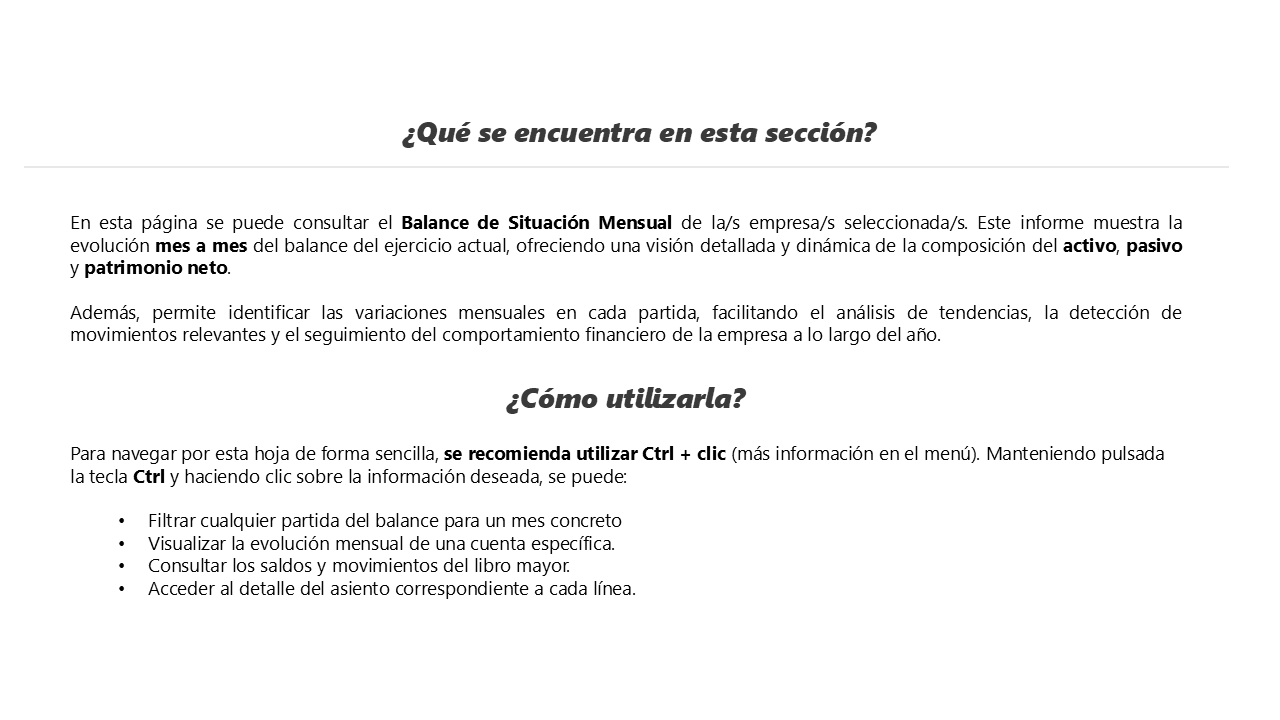 ¿Qué se encuentra en esta sección?
En esta página se puede consultar el Balance de Situación Mensual de la/s empresa/s seleccionada/s. Este informe muestra la
evolución mes a mes del balance del ejercicio actual, ofreciendo una visión detallada y dinámica de la composición del activo, pasivo
y patrimonio neto.
Además, permite identificar las variaciones mensuales en cada partida, facilitando el análisis de tendencias, la detección de
movimientos relevantes y el seguimiento del comportamiento financiero de la empresa a lo largo del año.
¿Cómo utilizarla?
Para navegar por esta hoja de forma sencilla, se recomienda utilizar Ctrl + clic (más información en el menú). Manteniendo pulsada
la tecla Ctrl y haciendo clic sobre la información deseada, se puede:
• Filtrar cualquier partida del balance para un mes concreto
• Visualizar la evolución mensual de una cuenta específica.
• Consultar los saldos y movimientos del libro mayor.
• Acceder al detalle del asiento correspondiente a cada línea.